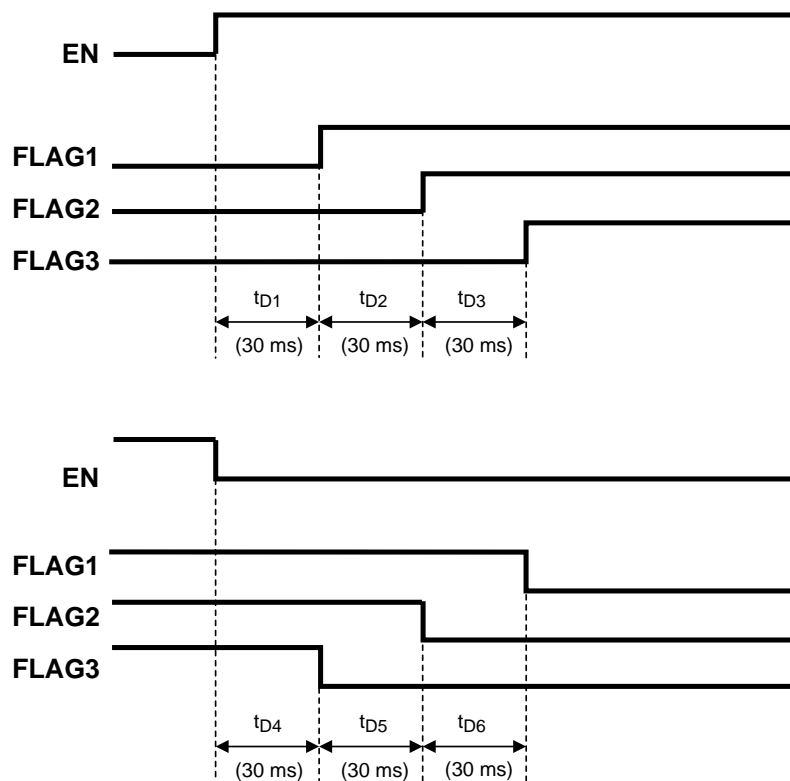 EN
FLAG1
FLAG2
FLAG3
tD1 tD2 tD3
(30 ms) (30 ms) (30 ms)
EN
FLAG1
FLAG2
FLAG3
tD4 tD5 tD6
(30 ms) (30 ms) (30 ms)